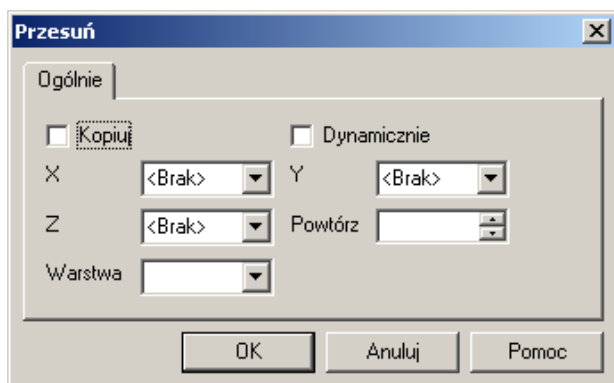 Przesuń
Ogólnie
Kopiuj Dynamicznie
X <Brak> Y <Brak>
Z <Brak> Powtórz
Warstwa
OK Anuluj Pomoc